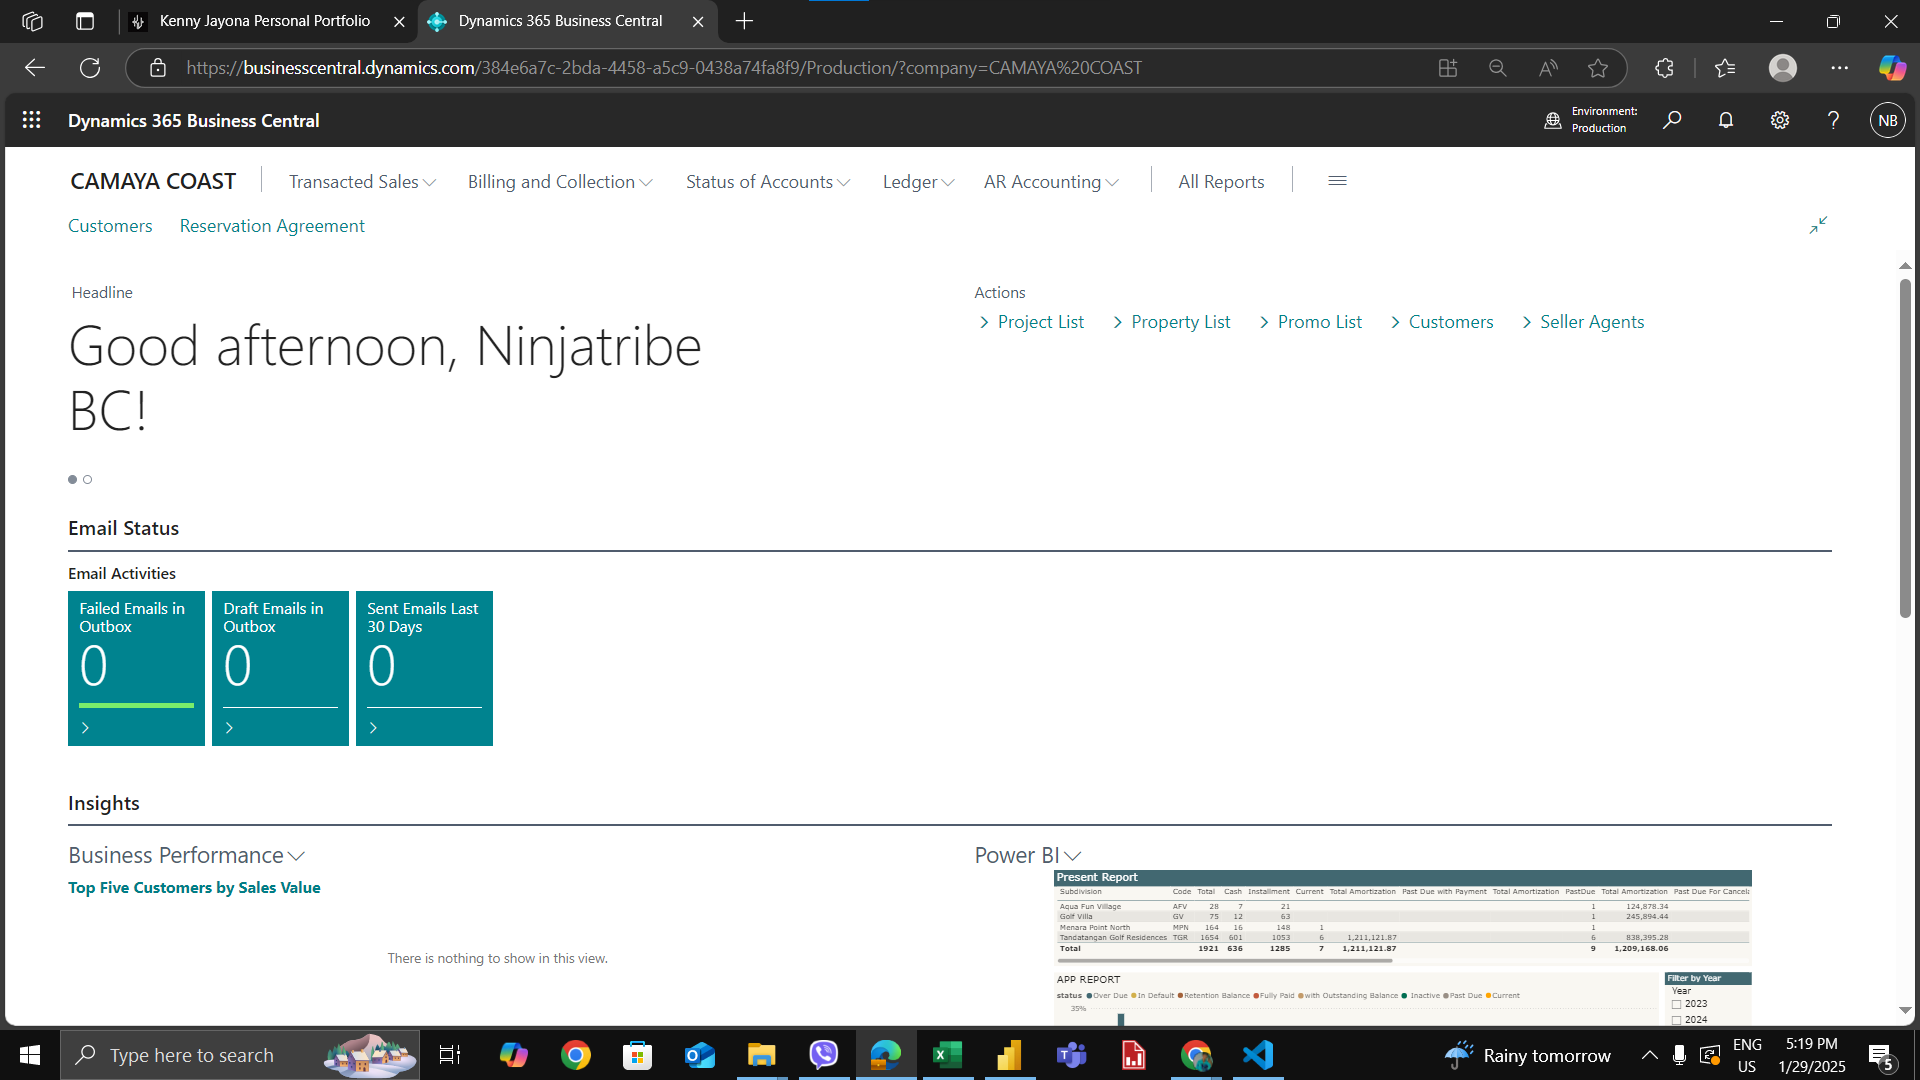 Kenny Jayona Personal Portfolio
Dynamics 365 Business Central
https://businesscentral.dynamics.com/384e6a7c-2bda-4458-a5c9-0438a74fa8f9/Production/?company=CAMAYA%20COAST
Dynamics 365 Business Central
Environment:
Production
NB
CAMAYA COAST
Transacted Sales
Billing and Collection
Status of Accounts
Ledger
AR Accounting
All Reports
Customers
Reservation Agreement
Headline
Good afternoon, Ninjatribe
BC!
Actions
Project List
Property List
Promo List
Customers
Seller Agents
Email Status
Email Activities
Failed Emails in
Outbox
0
Draft Emails in
Outbox
0
Sent Emails Last
30 Days
0
Insights
Business Performance
Top Five Customers by Sales Value
There is nothing to show in this view.
Power BI
Present Report
Subdivision Code Total Cash Installment Current Total Amortization Past Due with Payment Total Amortization PastDue Total Amortization Past Due For Cancela
Aqua Fun Village AFV 28 7 21 1 124,878.34
Golf Villa GV 75 12 63 5 245,894.44
Menara Point North MPN 164 16 148 1 1
Tandatangan Golf Residences TGR 1654 601 1053 6 1,211,121.87 6 838,395.28
Total 1921 636 1285 7 1,211,121.87 9 1,209,168.06
APP REPORT
status Over Due In Default Retention Balance Fully Paid with Outstanding Balance Inactive Past Due Current
35%
Filter by Year
Year
2023
2024
Type here to search
Rainy tomorrow
ENG
US
5:19 PM
1/29/2025
5